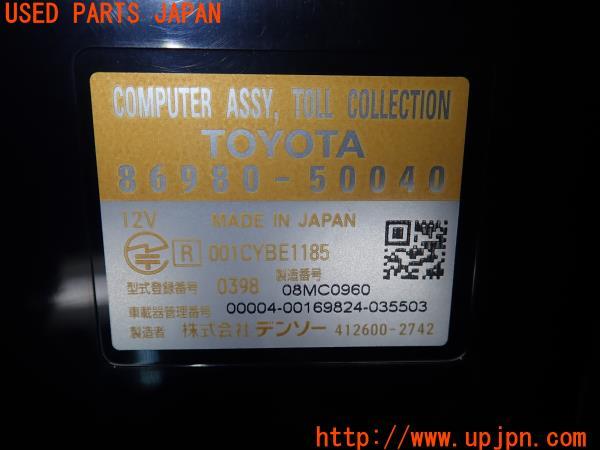 USED PARTS JAPAN
COMPUTER ASSY, TOLL COLLECTION
TOYOTA
86980-50040
12V MADE IN JAPAN
R 001CYBE1185
型式登録番号 0398 製造番号 08MC0960
車載器管理番号 00004-00169824-035503
製造者 株式会社 デンソー 412600-2742
UPJ
http://www.upjpn.com